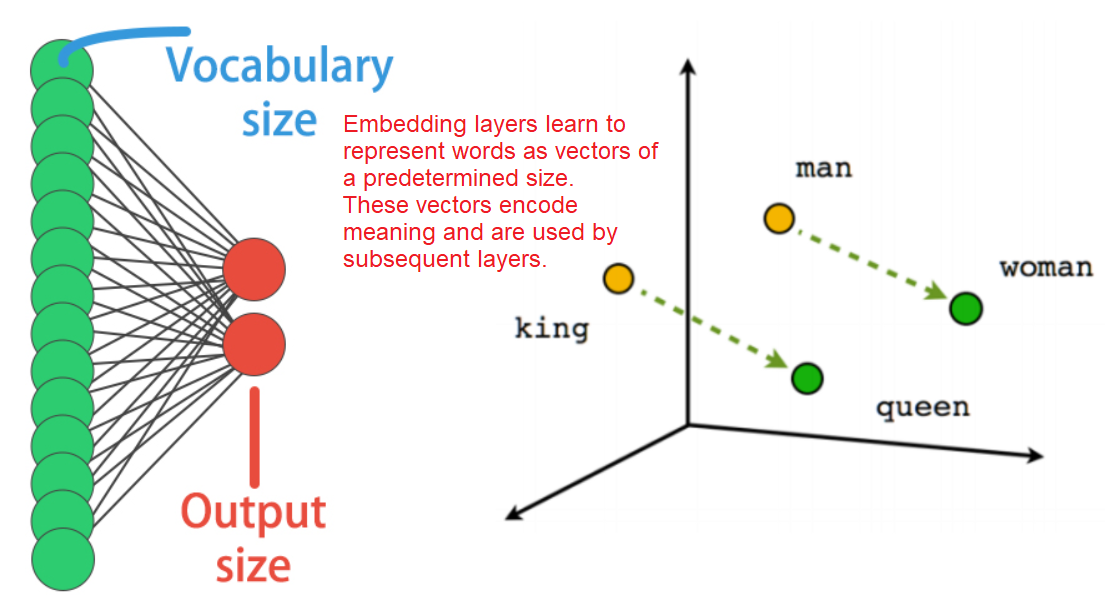 Vocabulary
size
Embedding layers learn to
represent words as vectors of
a predetermined size.
These vectors encode
meaning and are used by
subsequent layers.
Output
size
man
woman
king
queen